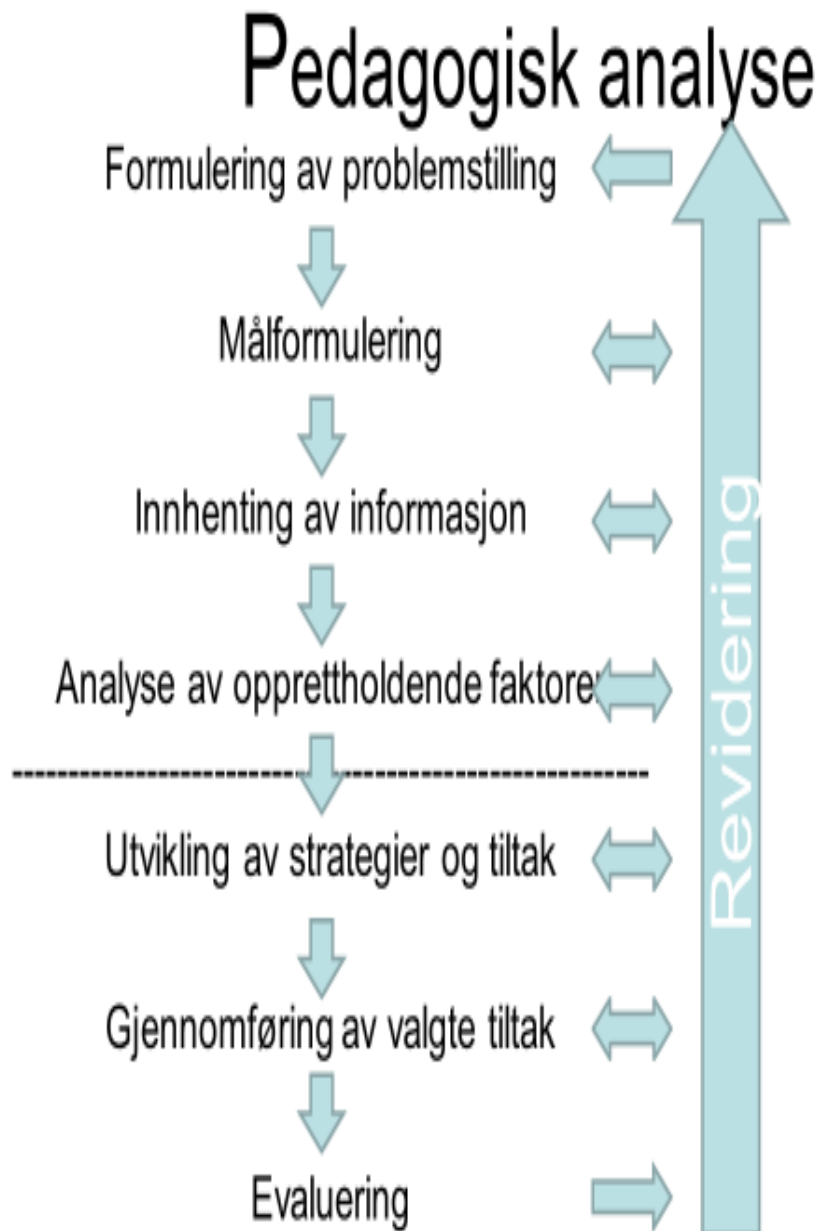 Pedagogisk analyse
Formulering av problemstilling
Målformulering
Innhenting av informasjon
Analyse av opprettholdende faktorer
Utvikling av strategier og tiltak
Gjennomføring av valgte tiltak
Evaluering
Revidering